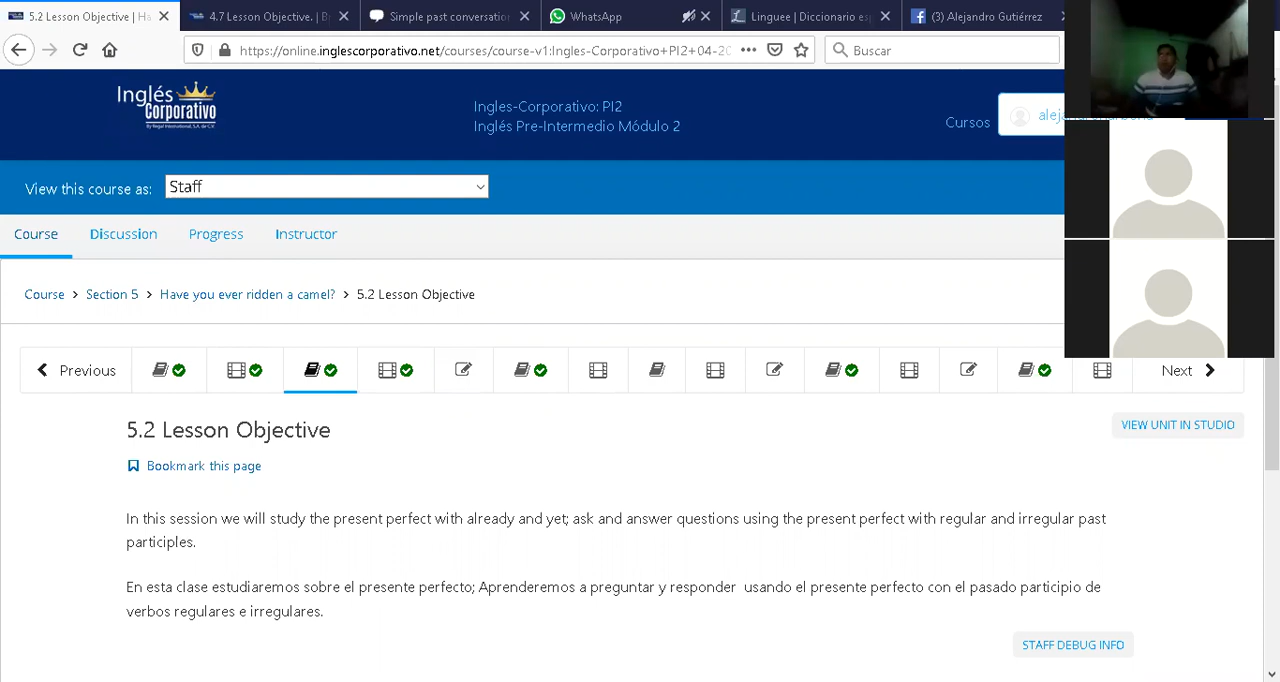 5.2 Lesson Objective | Ha
4.7 Lesson Objective. | B
Simple past conversation
WhatsApp
Linguee | Diccionario es
(3) Alejandro Gutiérrez
https://online.inglescorporativo.net/courses/course-v1:Ingles-Corporativo+PI2+04-20
Buscar
Inglés
Corporativo
Ingles-Corporativo: PI2
Inglés Pre-Intermedio Módulo 2
Cursos
View this course as:
Staff
Course
Discussion
Progress
Instructor
Course > Section 5 > Have you ever ridden a camel? > 5.2 Lesson Objective
Previous
Next
5.2 Lesson Objective
VIEW UNIT IN STUDIO
Bookmark this page
In this session we will study the present perfect with already and yet; ask and answer questions using the present perfect with regular and irregular past
participles.
En esta clase estudiaremos sobre el presente perfecto; Aprenderemos a preguntar y responder usando el presente perfecto con el pasado participio de
verbos regulares e irregulares.
STAFF DEBUG INFO